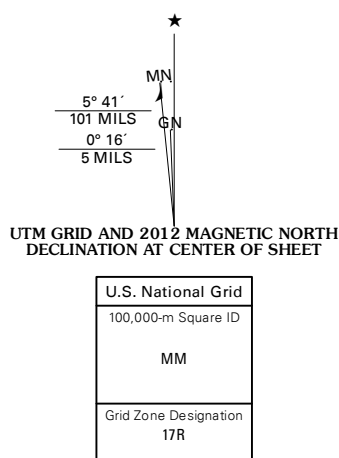 ★
MN
5° 41´
101 MILS
GN
0° 16´
5 MILS
UTM GRID AND 2012 MAGNETIC NORTH
DECLINATION AT CENTER OF SHEET
U.S. National Grid
100,000-m Square ID
MM
Grid Zone Designation
17R